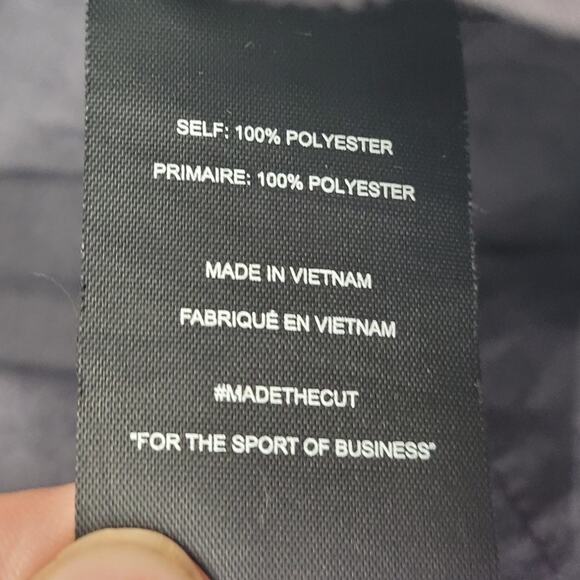 SELF: 100% POLYESTER
PRIMAIRE: 100% POLYESTER
MADE IN VIETNAM
FABRIQUÉ EN VIETNAM
#MADETHECUT
"FOR THE SPORT OF BUSINESS"